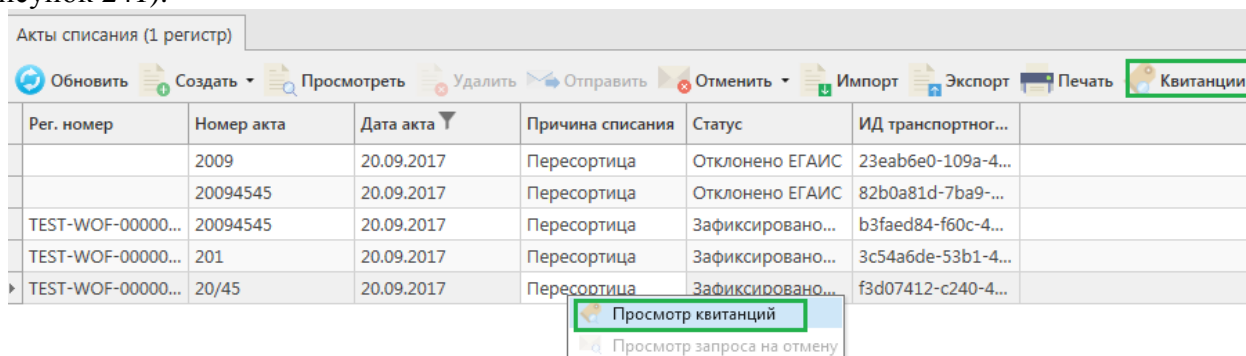 исунок 241).
Акты списания (1 регистр)
Обновить Создать Просмотреть Удалить Отправить Отменить Импорт Экспорт Печать Квитанции
Рег. номер Номер акта Дата акта Причина списания Статус ИД транспортног...
2009 20.09.2017 Пересортица Отклонено ЕГАИС 23eab6e0-109a-4...
20094545 20.09.2017 Пересортица Отклонено ЕГАИС 82b0a81d-7ba9-...
TEST-WOF-00000... 20094545 20.09.2017 Пересортица Зафиксировано... b3faed84-f60c-4...
TEST-WOF-00000... 201 20.09.2017 Пересортица Зафиксировано... 3c54a6de-53b1-4...
TEST-WOF-00000... 20/45 20.09.2017 Пересортица Зафиксировано... f3d07412-c240-4...
Просмотр квитанций
Просмотр запроса на отмену